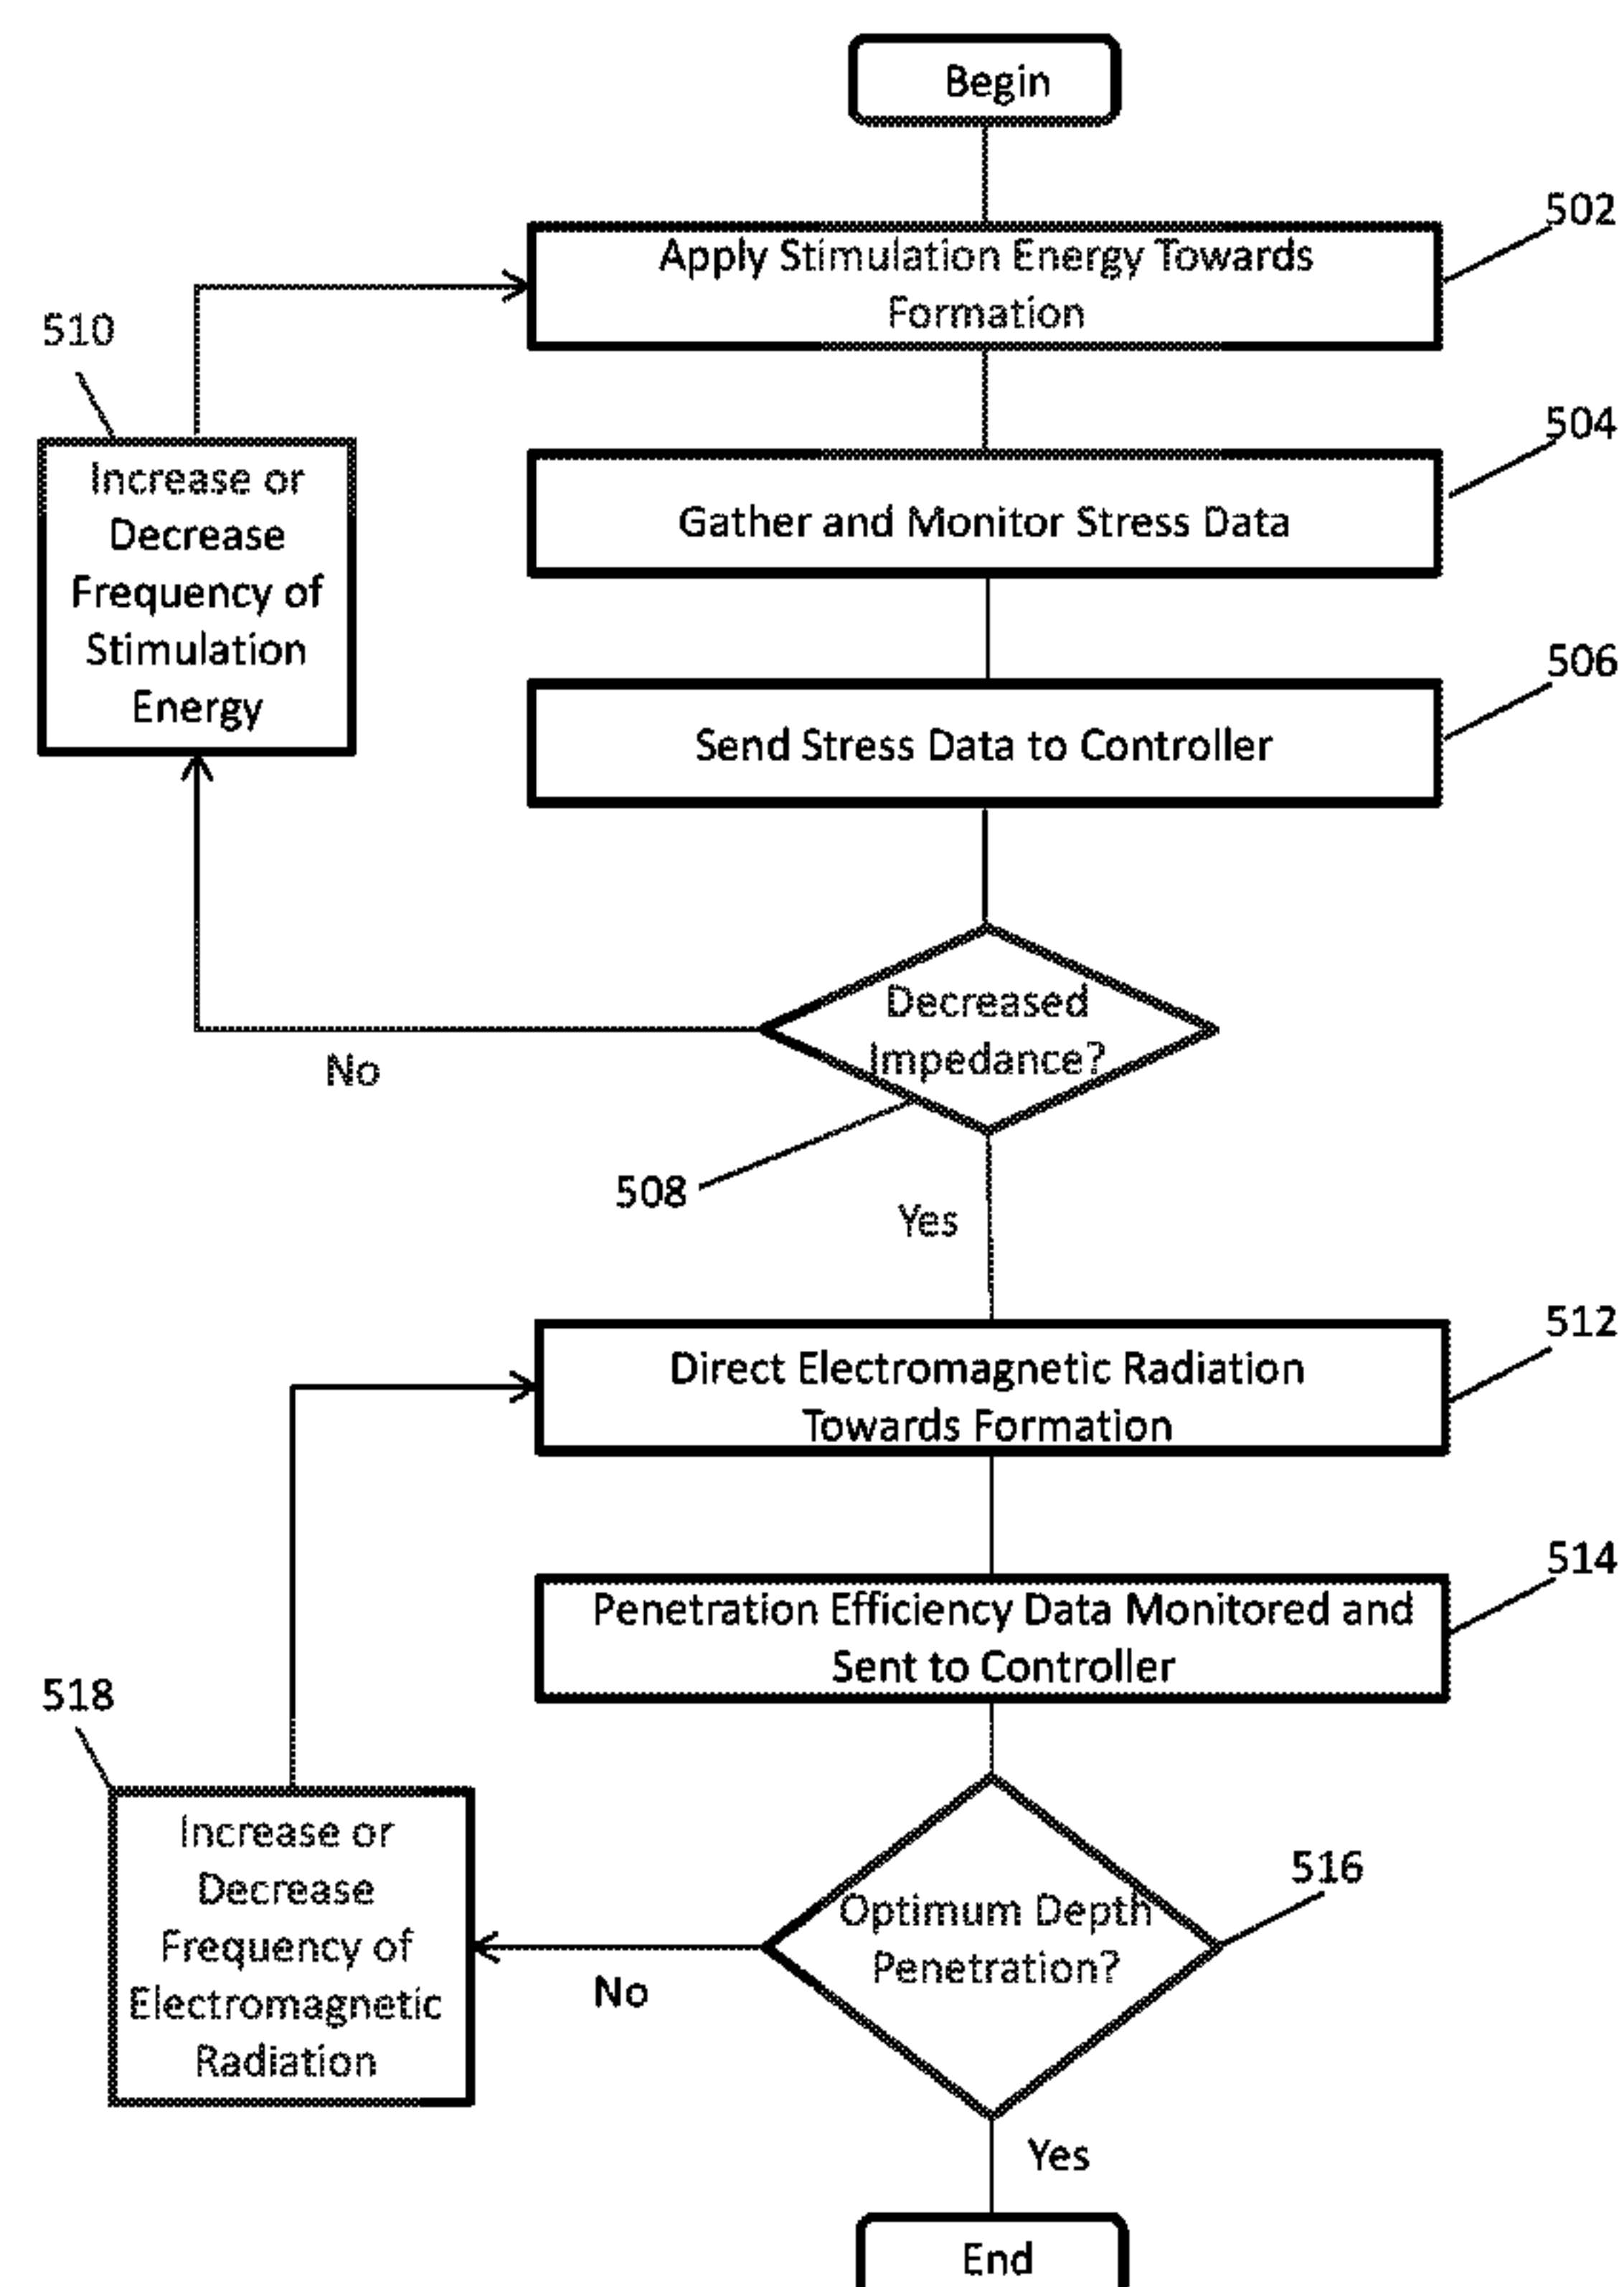 Begin
502
Apply Stimulation Energy Towards
Formation
510
504
Increase or
Decrease
Frequency of
Stimulation
Energy
Gather and Monitor Stress Data
506
Send Stress Data to Controller
Decreased
Impedance?
No
508
Yes
512
Direct Electromagnetic Radiation
Towards Formation
514
Penetration Efficiency Data Monitored and
Sent to Controller
518
Increase or
Decrease
Frequency of
Electromagnetic
Radiation
516
Optimum Depth
Penetration?
No
Yes
End